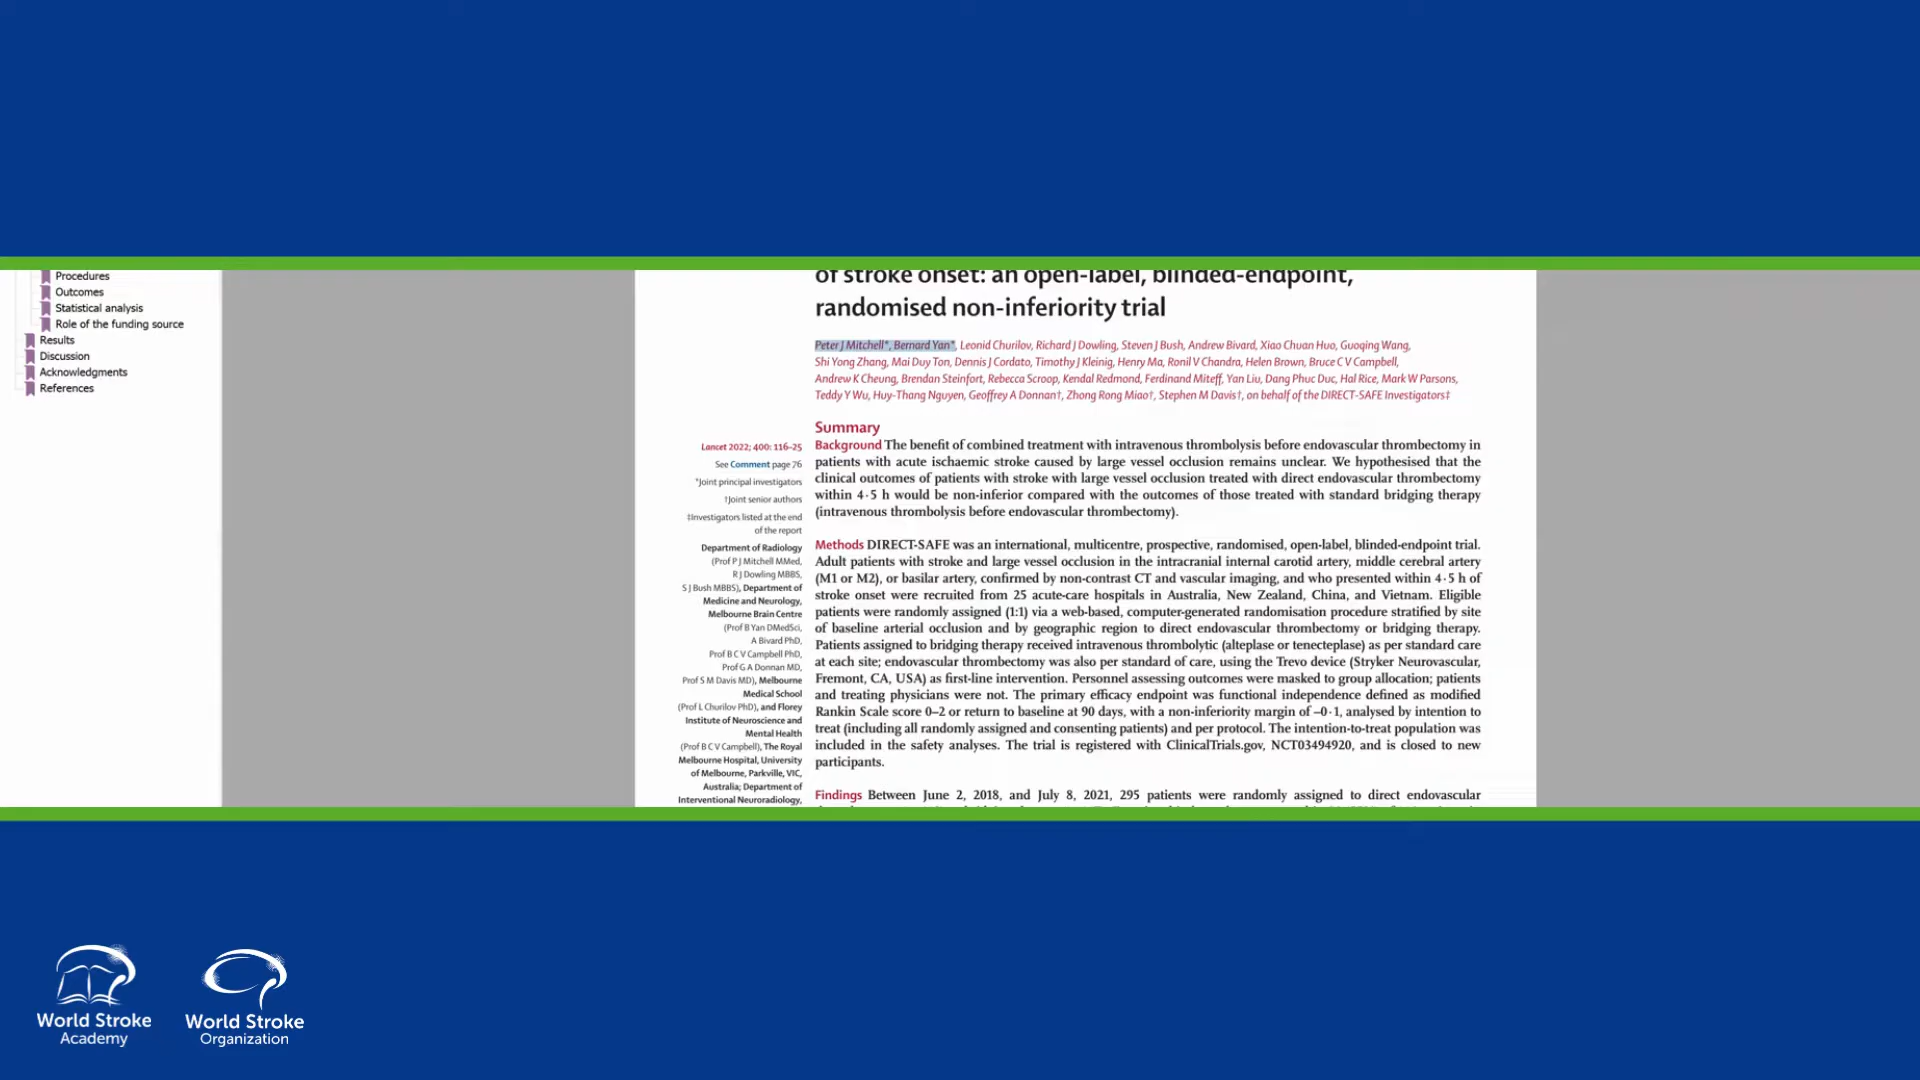 Procedures
Outcomes
Statistical analysis
Role of the funding source
Results
Discussion
Acknowledgments
References
of stroke onset: an open-label, blinded-endpoint,
randomised non-inferiority trial
Peter J Mitchell*, Bernard Yan*, Leonid Churilov, Richard J Dowling, Steven J Bush, Andrew Bivard, Xiao Chuan Huo, Guoqing Wang,
Shi Yong Zhang, Mai Duy Ton, Dennis J Cordato, Timothy J Kleinig, Henry Ma, Ronil V Chandra, Helen Brown, Bruce C V Campbell,
Andrew K Cheung, Brendan Steinfort, Rebecca Scroop, Kendal Redmond, Ferdinand Miteff, Yan Liu, Dang Phuc Duc, Hal Rice, Mark W Parsons,
Teddy Y Wu, Huy-Thang Nguyen, Geoffrey A Donnan†, Zhong Rong Miao†, Stephen M Davis†, on behalf of the DIRECT-SAFE Investigators‡
Lancet 2022; 400: 116–25
See Comment page 76
*Joint principal investigators
†Joint senior authors
‡Investigators listed at the end
of the report
Department of Radiology
(Prof P J Mitchell MMed,
R J Dowling MBBS,
S J Bush MBBS), Department of
Medicine and Neurology,
Melbourne Brain Centre
(Prof B Yan DMedSci,
A Bivard PhD,
Prof B C V Campbell PhD,
Prof G A Donnan MD,
Prof S M Davis MD), Melbourne
Medical School
(Prof L Churilov PhD), and Florey
Institute of Neuroscience and
Mental Health
(Prof B C V Campbell), The Royal
Melbourne Hospital, University
of Melbourne, Parkville, VIC,
Australia; Department of
Interventional Neuroradiology,
Summary
Background The benefit of combined treatment with intravenous thrombolysis before endovascular thrombectomy in
patients with acute ischaemic stroke caused by large vessel occlusion remains unclear. We hypothesised that the
clinical outcomes of patients with stroke with large vessel occlusion treated with direct endovascular thrombectomy
within 4·5 h would be non-inferior compared with the outcomes of those treated with standard bridging therapy
(intravenous thrombolysis before endovascular thrombectomy).
Methods DIRECT-SAFE was an international, multicentre, prospective, randomised, open-label, blinded-endpoint trial.
Adult patients with stroke and large vessel occlusion in the intracranial internal carotid artery, middle cerebral artery
(M1 or M2), or basilar artery, confirmed by non-contrast CT and vascular imaging, and who presented within 4·5 h of
stroke onset were recruited from 25 acute-care hospitals in Australia, New Zealand, China, and Vietnam. Eligible
patients were randomly assigned (1:1) via a web-based, computer-generated randomisation procedure stratified by site
of baseline arterial occlusion and by geographic region to direct endovascular thrombectomy or bridging therapy.
Patients assigned to bridging therapy received intravenous thrombolytic (alteplase or tenecteplase) as per standard care
at each site; endovascular thrombectomy was also per standard of care, using the Trevo device (Stryker Neurovascular,
Fremont, CA, USA) as first-line intervention. Personnel assessing outcomes were masked to group allocation; patients
and treating physicians were not. The primary efficacy endpoint was functional independence defined as modified
Rankin Scale score 0–2 or return to baseline at 90 days, with a non-inferiority margin of –0·1, analysed by intention to
treat (including all randomly assigned and consenting patients) and per protocol. The intention-to-treat population was
included in the safety analyses. The trial is registered with ClinicalTrials.gov, NCT03494920, and is closed to new
participants.
Findings Between June 2, 2018, and July 8, 2021, 295 patients were randomly assigned to direct endovascular
World Stroke
Academy
World Stroke
Organization